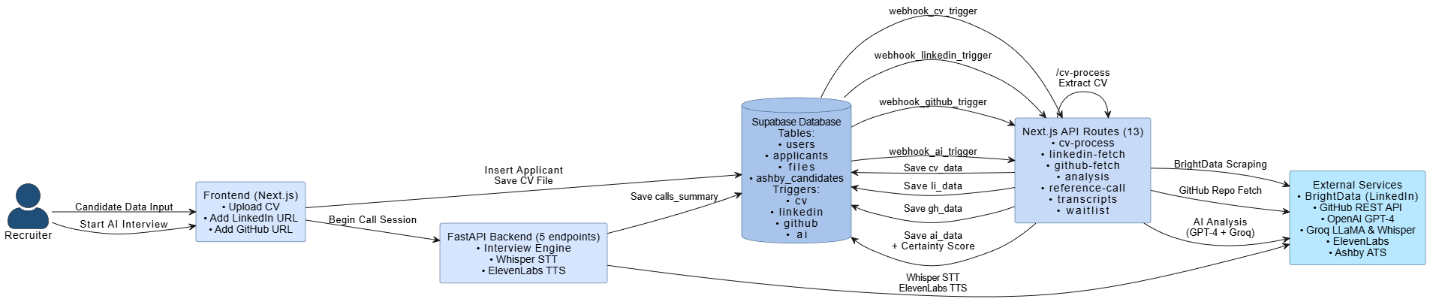 Recruiter
Candidate Data Input
Start AI Interview
Frontend (Next.js)
• Upload CV
• Add LinkedIn URL
• Add GitHub URL
Insert Applicant
Save CV File
Begin Call Session
FastAPI Backend (5 endpoints)
• Interview Engine
• Whisper STT
• ElevenLabs TTS
Save calls_summary
Supabase Database
Tables:
• users
• applicants
• files
• ashby_candidates
Triggers:
• cv
• linkedin
• github
• ai
webhook_cv_trigger
webhook_linkedin_trigger
webhook_github_trigger
webhook_ai_trigger
Save cv_data
Save li_data
Save gh_data
Save ai_data
+ Certainty Score
Whisper STT
ElevenLabs TTS
/cv-process
Extract CV
Next.js API Routes (13)
• cv-process
• linkedin-fetch
• github-fetch
• analysis
• reference-call
• transcripts
• waitlist
BrightData Scraping
GitHub Repo Fetch
AI Analysis
(GPT-4 + Groq)
External Services
• BrightData (LinkedIn)
• GitHub REST API
• OpenAI GPT-4
• Groq LLaMA & Whisper
• ElevenLabs
• Ashby ATS